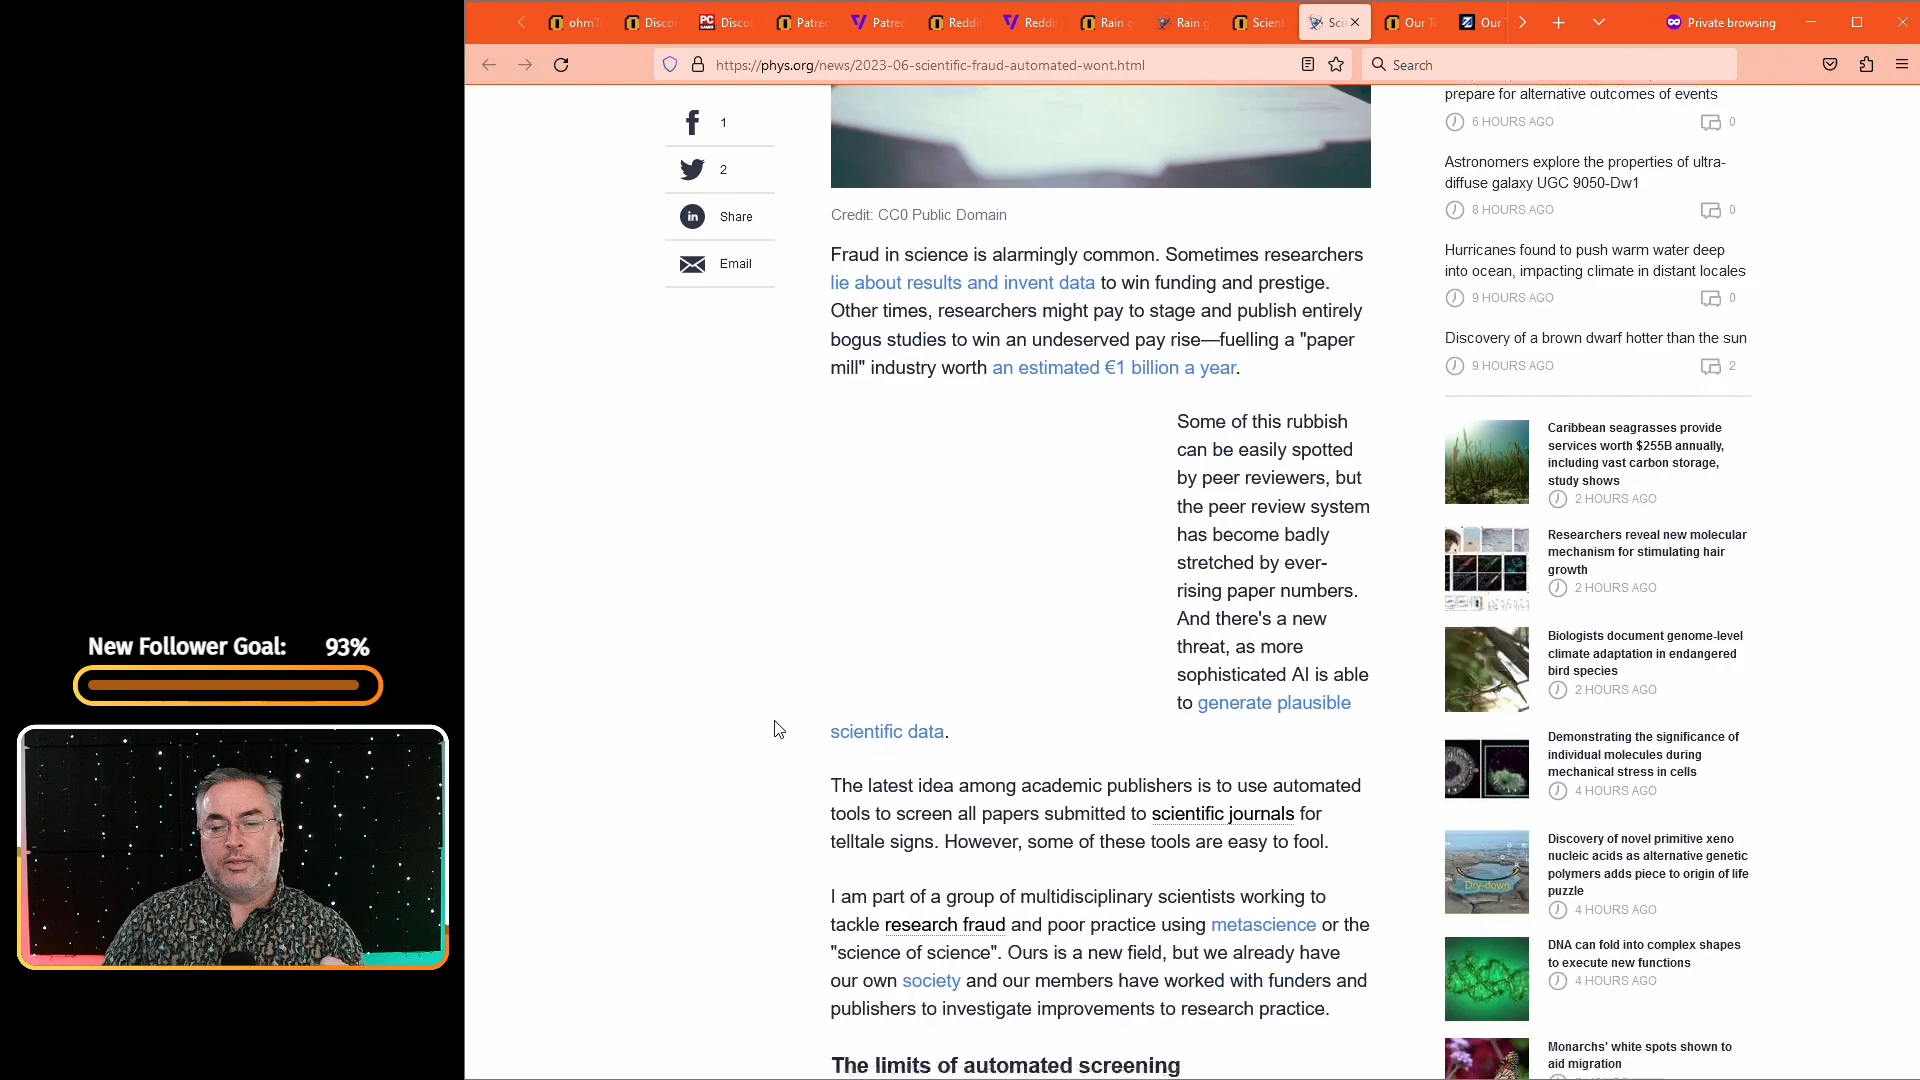 ohmT
Disco
Disco
Patreo
Patreo
Reddi
Reddi
Rain g
Rain g
Scient
Scie
Our Te
Our
Private browsing
https://phys.org/news/2023-06-scientific-fraud-automated-wont.html
Search
1
2
Share
Email
Credit: CC0 Public Domain
Fraud in science is alarmingly common. Sometimes researchers
lie about results and invent data to win funding and prestige.
Other times, researchers might pay to stage and publish entirely
bogus studies to win an undeserved pay rise—fuelling a "paper
mill" industry worth an estimated €1 billion a year.
Some of this rubbish
can be easily spotted
by peer reviewers, but
the peer review system
has become badly
stretched by ever-
rising paper numbers.
And there's a new
threat, as more
sophisticated AI is able
to generate plausible
scientific data.
The latest idea among academic publishers is to use automated
tools to screen all papers submitted to scientific journals for
telltale signs. However, some of these tools are easy to fool.
I am part of a group of multidisciplinary scientists working to
tackle research fraud and poor practice using metascience or the
"science of science". Ours is a new field, but we already have
our own society and our members have worked with funders and
publishers to investigate improvements to research practice.
The limits of automated screening
prepare for alternative outcomes of events
6 HOURS AGO
0
Astronomers explore the properties of ultra-
diffuse galaxy UGC 9050-Dw1
8 HOURS AGO
0
Hurricanes found to push warm water deep
into ocean, impacting climate in distant locales
9 HOURS AGO
0
Discovery of a brown dwarf hotter than the sun
9 HOURS AGO
2
Caribbean seagrasses provide
services worth $255B annually,
including vast carbon storage,
study shows
2 HOURS AGO
Researchers reveal new molecular
mechanism for stimulating hair
growth
2 HOURS AGO
Biologists document genome-level
climate adaptation in endangered
bird species
2 HOURS AGO
Demonstrating the significance of
individual molecules during
mechanical stress in cells
4 HOURS AGO
Dry-down
Discovery of novel primitive xeno
nucleic acids as alternative genetic
polymers adds piece to origin of life
puzzle
4 HOURS AGO
DNA can fold into complex shapes
to execute new functions
4 HOURS AGO
Monarchs' white spots shown to
aid migration
New Follower Goal: 93%